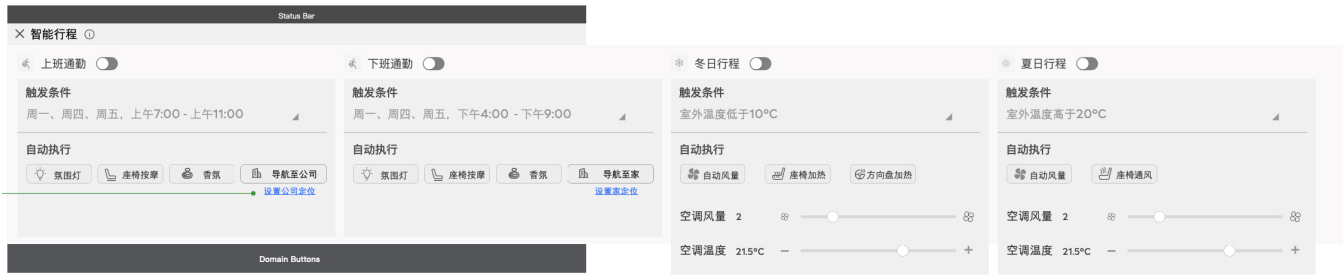 Status Bar
智能行程
上班通勤
触发条件
周一、周四、周五，上午7:00 - 上午11:00
自动执行
氛围灯 座椅按摩 香氛 导航至公司
设置公司定位
下班通勤
触发条件
周一、周四、周五，下午4:00 - 下午9:00
自动执行
氛围灯 座椅按摩 香氛 导航至家
设置家定位
冬日行程
触发条件
室外温度低于10°C
自动执行
自动风量 座椅加热 方向盘加热
空调风量 2
空调温度 21.5°C
夏日行程
触发条件
室外温度高于20°C
自动执行
自动风量 座椅通风
空调风量 2
空调温度 21.5°C
Domain Buttons